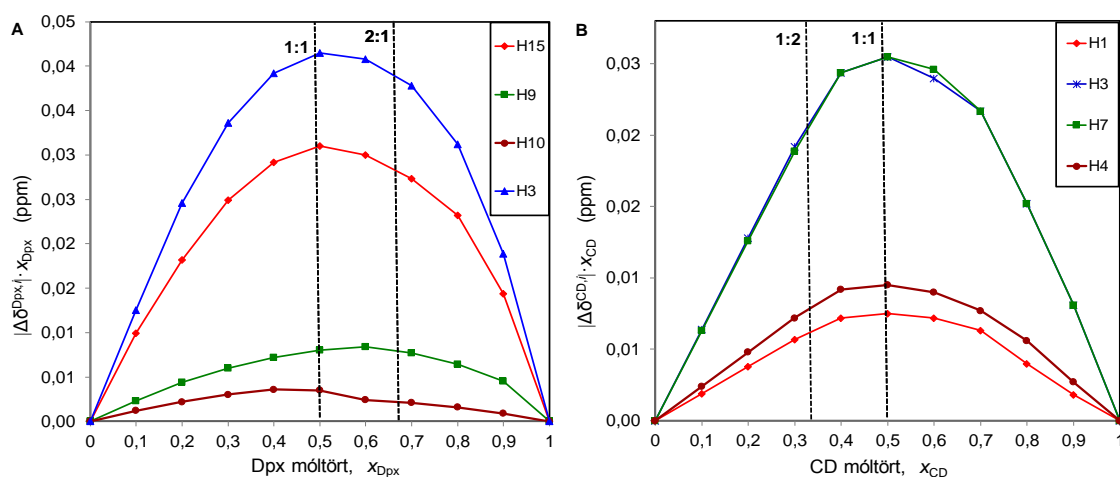 A
1:1
2:1
H15
H9
H10
H3
0,05
0,04
0,04
0,03
0,03
0,02
0,02
0,01
0,01
0,00
|Δδ^Dpx,i|·x_Dpx (ppm)
0 0,1 0,2 0,3 0,4 0,5 0,6 0,7 0,8 0,9 1
Dpx móltört, x_Dpx
B
1:2
1:1
H1
H3
H7
H4
0,03
0,02
0,02
0,01
0,01
0,00
|Δδ^CD,i|·x_CD (ppm)
0 0,1 0,2 0,3 0,4 0,5 0,6 0,7 0,8 0,9 1
CD móltört, x_CD